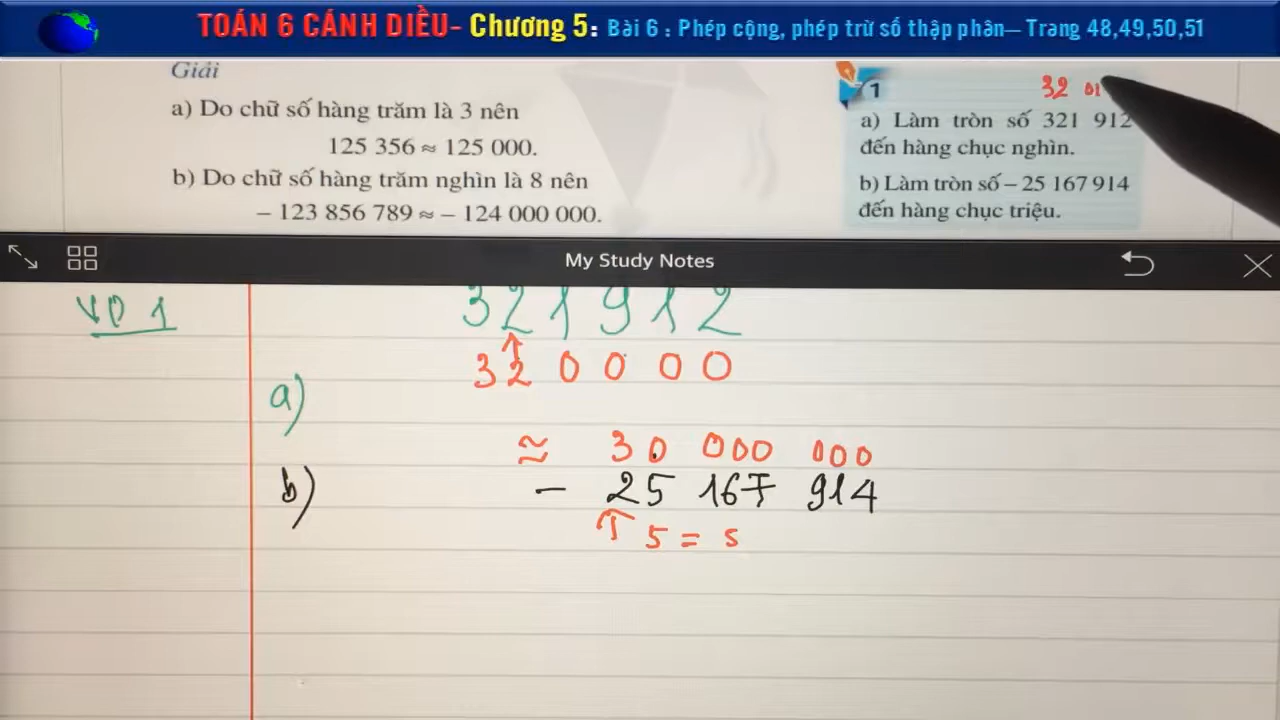 TOÁN 6 CÁNH DIỀU- Chương 5: Bài 6 : Phép cộng, phép trừ số thập phân– Trang 48,49,50,51
Giải
a) Do chữ số hàng trăm là 3 nên
125 356 ≈ 125 000.
b) Do chữ số hàng trăm nghìn là 8 nên
– 123 856 789 ≈ – 124 000 000.
1
32
a) Làm tròn số 321 912
đến hàng chục nghìn.
b) Làm tròn số – 25 167 914
đến hàng chục triệu.
My Study Notes
VD 1
321912
320000
a)
≈ 30 000 000
b) – 25 167 914
5 = 5